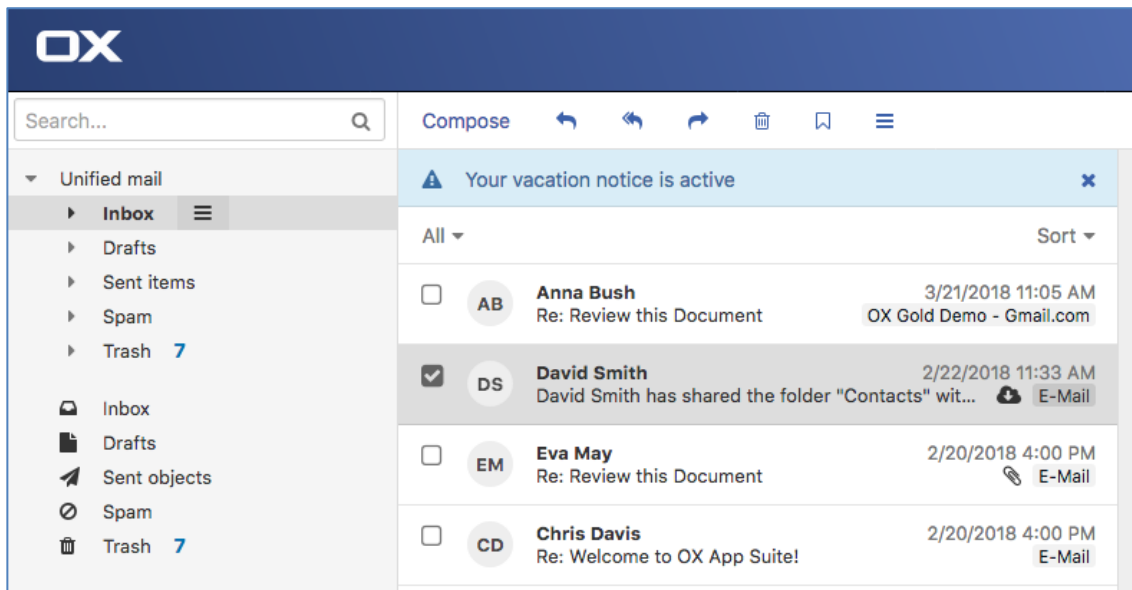 OX
Search...
Compose
Unified mail
Inbox
Drafts
Sent items
Spam
Trash 7
Inbox
Drafts
Sent objects
Spam
Trash 7
Your vacation notice is active
All Sort
AB
Anna Bush 3/21/2018 11:05 AM
Re: Review this Document OX Gold Demo - Gmail.com
DS
David Smith 2/22/2018 11:33 AM
David Smith has shared the folder "Contacts" wit... E-Mail
EM
Eva May 2/20/2018 4:00 PM
Re: Review this Document E-Mail
CD
Chris Davis 2/20/2018 4:00 PM
Re: Welcome to OX App Suite! E-Mail